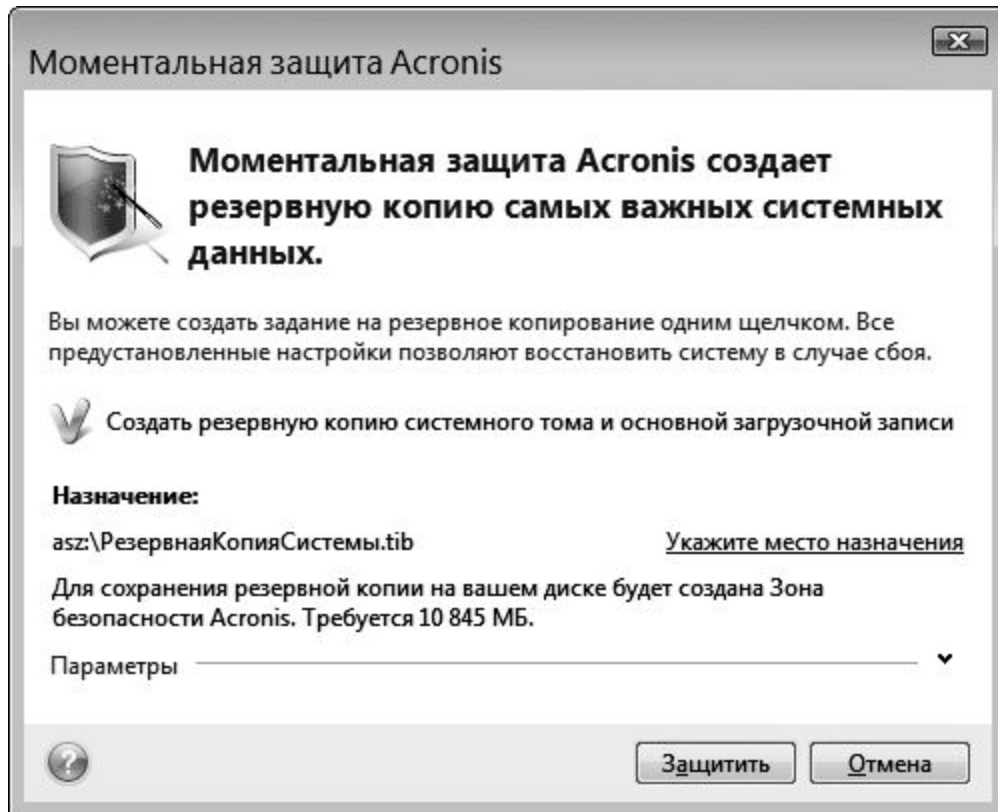 Моментальная защита Acronis
Моментальная защита Acronis создает
резервную копию самых важных системных
данных.
Вы можете создать задание на резервное копирование одним щелчком. Все
предустановленные настройки позволяют восстановить систему в случае сбоя.
Создать резервную копию системного тома и основной загрузочной записи
Назначение:
asz:\РезервнаяКопияСистемы.tib Укажите место назначения
Для сохранения резервной копии на вашем диске будет создана Зона
безопасности Acronis. Требуется 10 845 МБ.
Параметры
? Защитить Отмена